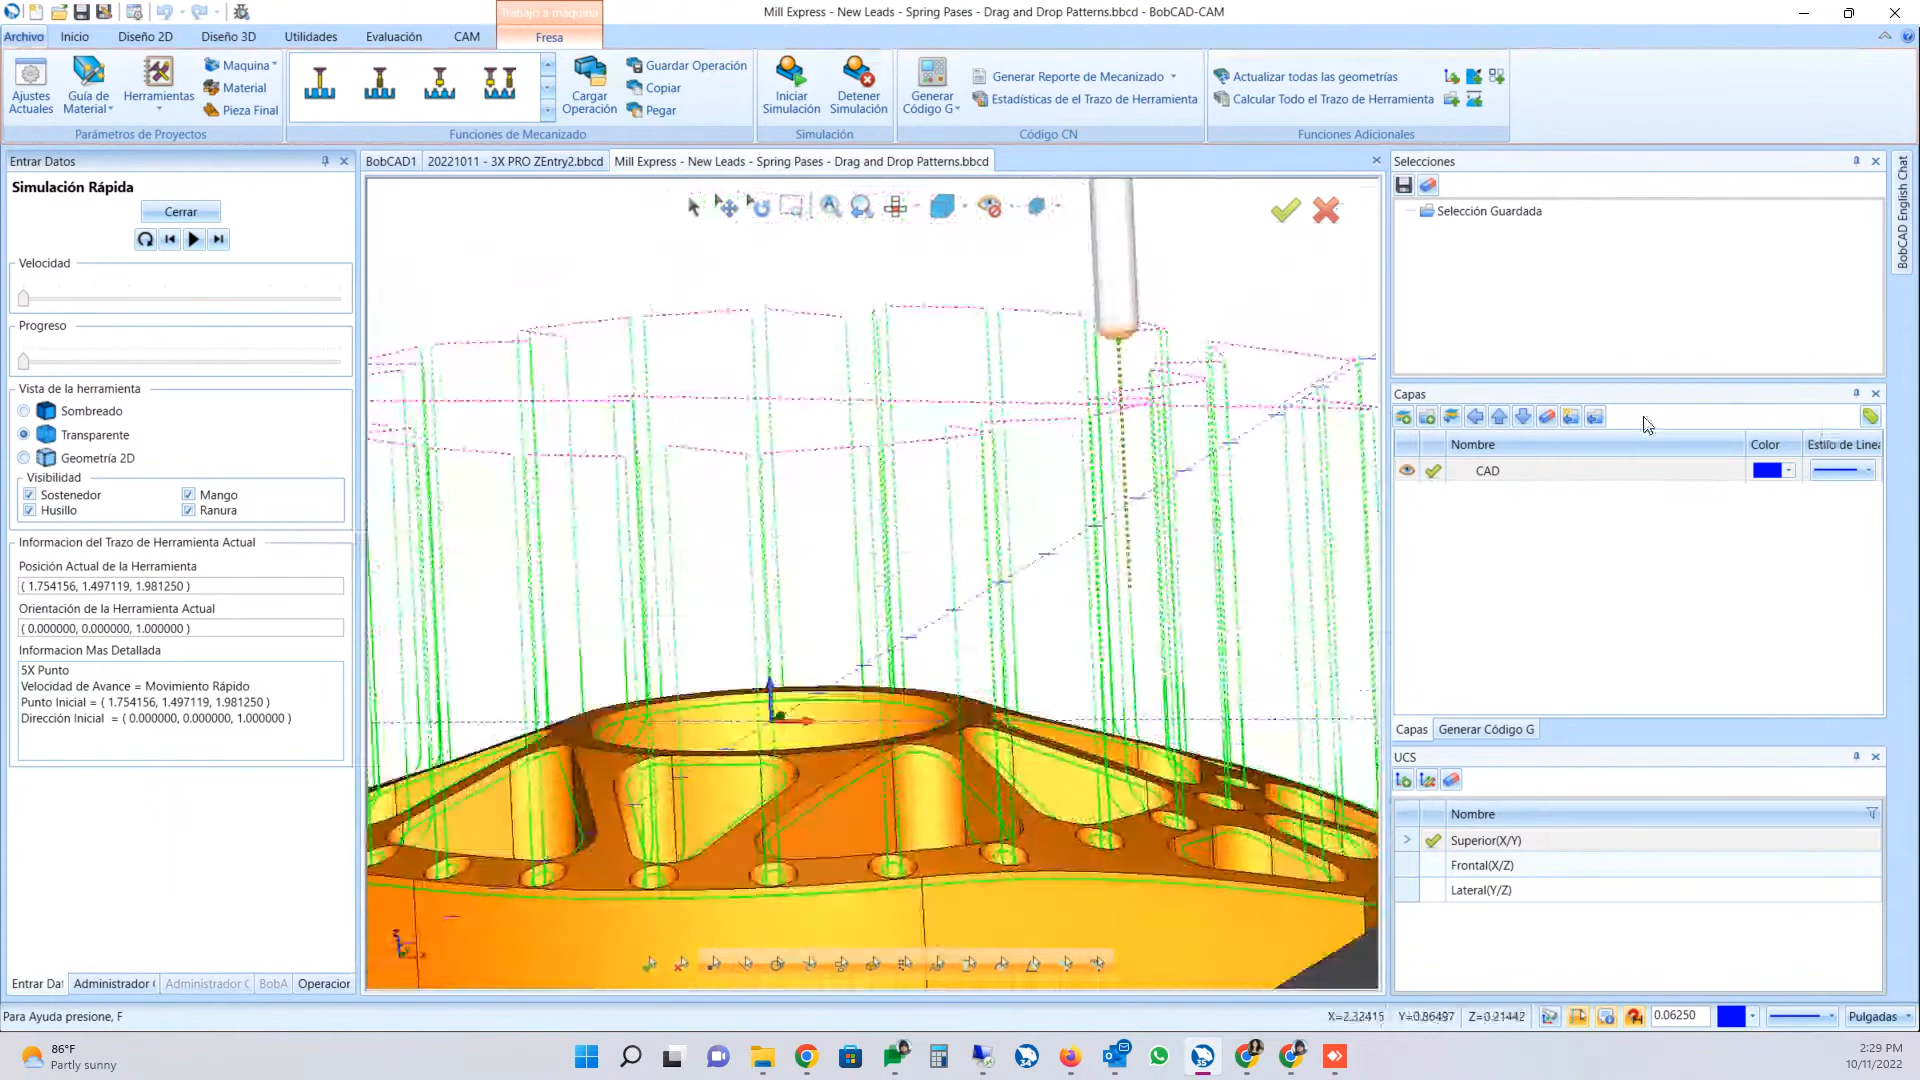 Trabajo a máquina
Mill Express - New Leads - Spring Pases - Drag and Drop Patterns.bbcd - BobCAD-CAM
Archivo Inicio Diseño 2D Diseño 3D Utilidades Evaluación CAM Fresa
Ajustes Actuales
Guía de Material
Herramientas
Maquina
Material
Pieza Final
Parámetros de Proyectos
Cargar Operación
Guardar Operación
Copiar
Pegar
Funciones de Mecanizado
Iniciar Simulación
Detener Simulación
Simulación
Generar Código G
Generar Reporte de Mecanizado
Estadísticas de el Trazo de Herramienta
Código CN
Actualizar todas las geometrías
Calcular Todo el Trazo de Herramienta
Funciones Adicionales
Entrar Datos
BobCAD1 20221011 - 3X PRO ZEntry2.bbcd Mill Express - New Leads - Spring Pases - Drag and Drop Patterns.bbcd
Simulación Rápida
Cerrar
Velocidad
Progreso
Vista de la herramienta
Sombreado
Transparente
Geometría 2D
Visibilidad
Sostenedor Mango
Husillo Ranura
Informacion del Trazo de Herramienta Actual
Posición Actual de la Herramienta
( 1.754156, 1.497119, 1.981250 )
Orientación de la Herramienta Actual
( 0.000000, 0.000000, 1.000000 )
Informacion Mas Detallada
5X Punto
Velocidad de Avance = Movimiento Rápido
Punto Inicial = ( 1.754156, 1.497119, 1.981250 )
Dirección Inicial = ( 0.000000, 0.000000, 1.000000 )
Entrar Dat Administrador ( Administrador C BobA Operacior
Selecciones
Selección Guardada
BobCAD English Chat
Capas
Nombre Color Estilo de Linea
CAD
Capas Generar Código G
UCS
Nombre
Superior(X/Y)
Frontal(X/Z)
Lateral(Y/Z)
Para Ayuda presione, F
X=2.32415 Y=0.86497 Z=0.21442 0.06250 Pulgadas
86°F
Partly sunny
2:29 PM
10/11/2022